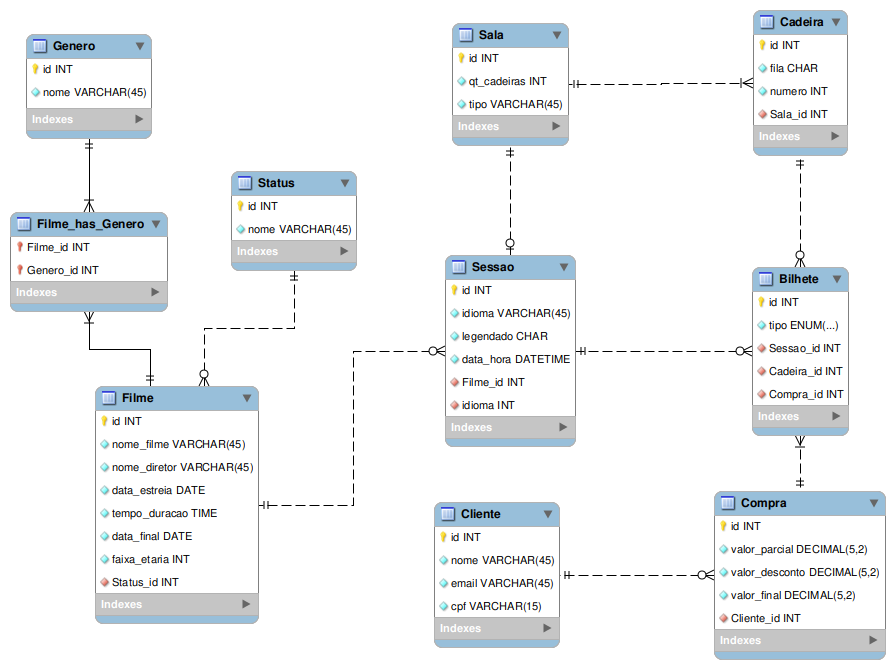 Genero
id INT
nome VARCHAR(45)
Indexes
Filme_has_Genero
Filme_id INT
Genero_id INT
Indexes
Status
id INT
nome VARCHAR(45)
Indexes
Filme
id INT
nome_filme VARCHAR(45)
nome_diretor VARCHAR(45)
data_estreia DATE
tempo_duracao TIME
data_final DATE
faixa_etaria INT
Status_id INT
Indexes
Sala
id INT
qt_cadeiras INT
tipo VARCHAR(45)
Indexes
Sessao
id INT
idioma VARCHAR(45)
legendado CHAR
data_hora DATETIME
Filme_id INT
idioma INT
Indexes
Cliente
id INT
nome VARCHAR(45)
email VARCHAR(45)
cpf VARCHAR(15)
Indexes
Cadeira
id INT
fila CHAR
numero INT
Sala_id INT
Indexes
Bilhete
id INT
tipo ENUM(...)
Sessao_id INT
Cadeira_id INT
Compra_id INT
Indexes
Compra
id INT
valor_parcial DECIMAL(5,2)
valor_desconto DECIMAL(5,2)
valor_final DECIMAL(5,2)
Cliente_id INT
Indexes